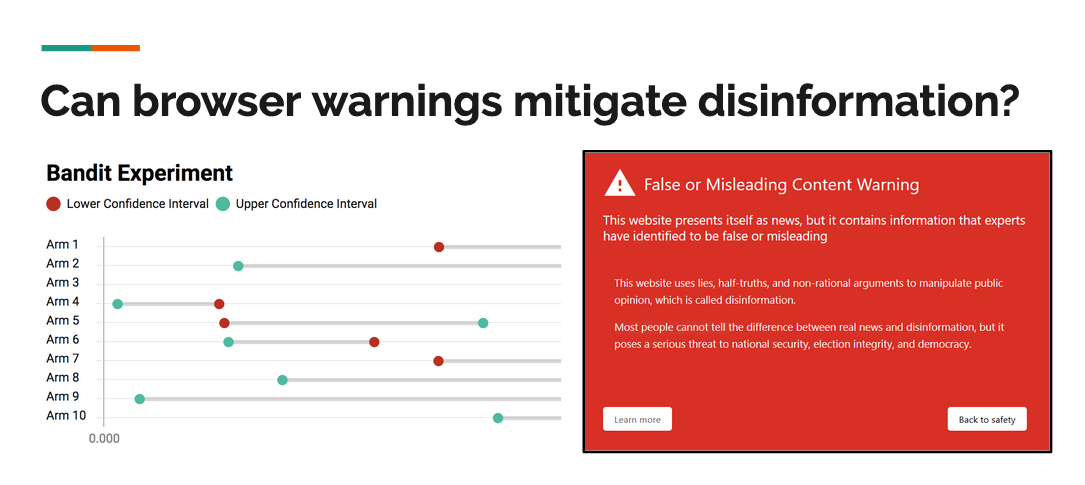 Can browser warnings mitigate disinformation?
Bandit Experiment
Lower Confidence Interval Upper Confidence Interval
Arm 1
Arm 2
Arm 3
Arm 4
Arm 5
Arm 6
Arm 7
Arm 8
Arm 9
Arm 10
0.000
False or Misleading Content Warning
This website presents itself as news, but it contains information that experts
have identified to be false or misleading
This website uses lies, half-truths, and non-rational arguments to manipulate public
opinion, which is called disinformation.
Most people cannot tell the difference between real news and disinformation, but it
poses a serious threat to national security, election integrity, and democracy.
Learn more
Back to safety